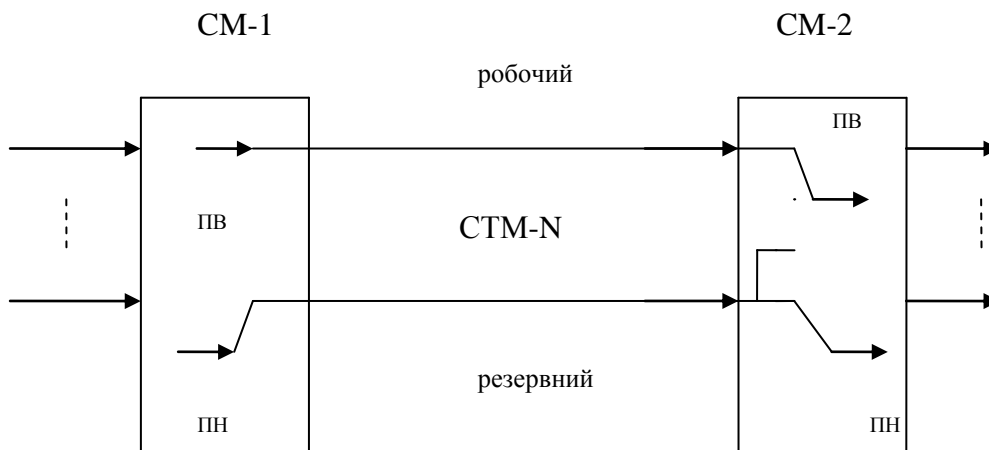 СМ-1
СМ-2
робочий
ПВ
ПВ
СТМ-N
резервний
ПН
ПН